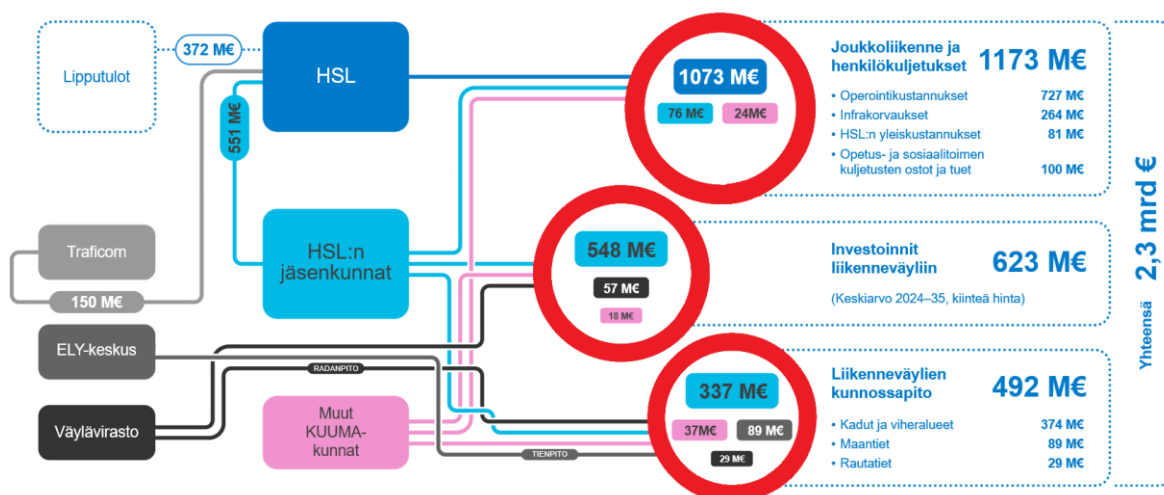 Lipputulot
372 M€
HSL
551 M€
HSL:n
jäsenkunnat
Traficom
150 M€
ELY-keskus
Väylävirasto
RADANPITO
Muut
KUUMA-
kunnat
TIENPITO
1073 M€
76 M€
24M€
548 M€
57 M€
18 M€
337 M€
37M€
89 M€
29 M€
Joukkoliikenne ja
henkilökuljetukset
1173 M€
• Operointikustannukset 727 M€
• Infrakorvaukset 264 M€
• HSL:n yleiskustannukset 81 M€
• Opetus- ja sosiaalitoimen
kuljetusten ostot ja tuet 100 M€
Investoinnit
liikenneväyliin
623 M€
(Keskiarvo 2024–35, kiinteä hinta)
Liikenneväylien
kunnossapito
492 M€
• Kadut ja viheralueet 374 M€
• Maantiet 89 M€
• Rautatiet 29 M€
Yhteensä 2,3 mrd €